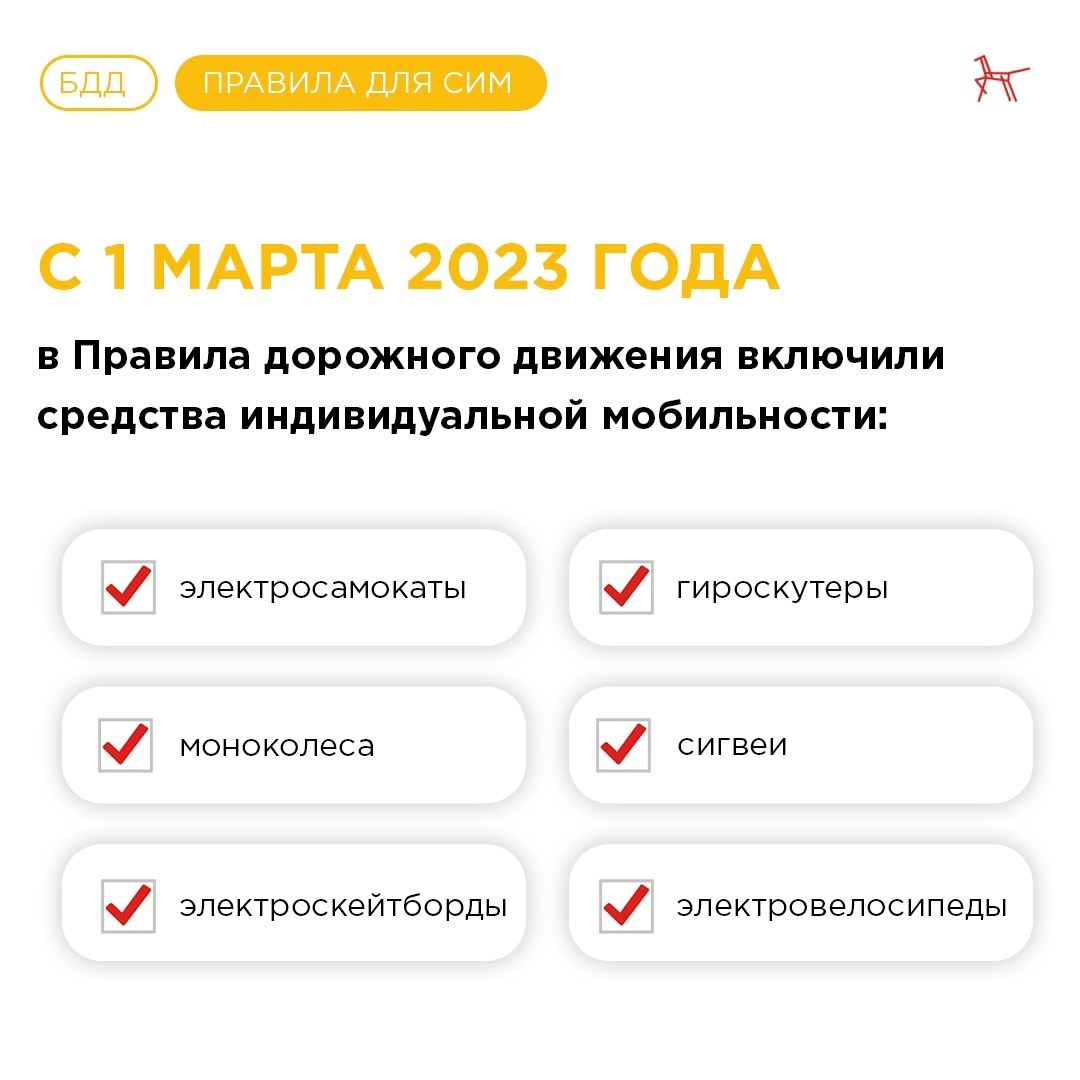 БДД
ПРАВИЛА ДЛЯ СИМ
С 1 МАРТА 2023 ГОДА
в Правила дорожного движения включили
средства индивидуальной мобильности:
электросамокаты
гироскутеры
моноколеса
сигвеи
электроскейтборды
электровелосипеды